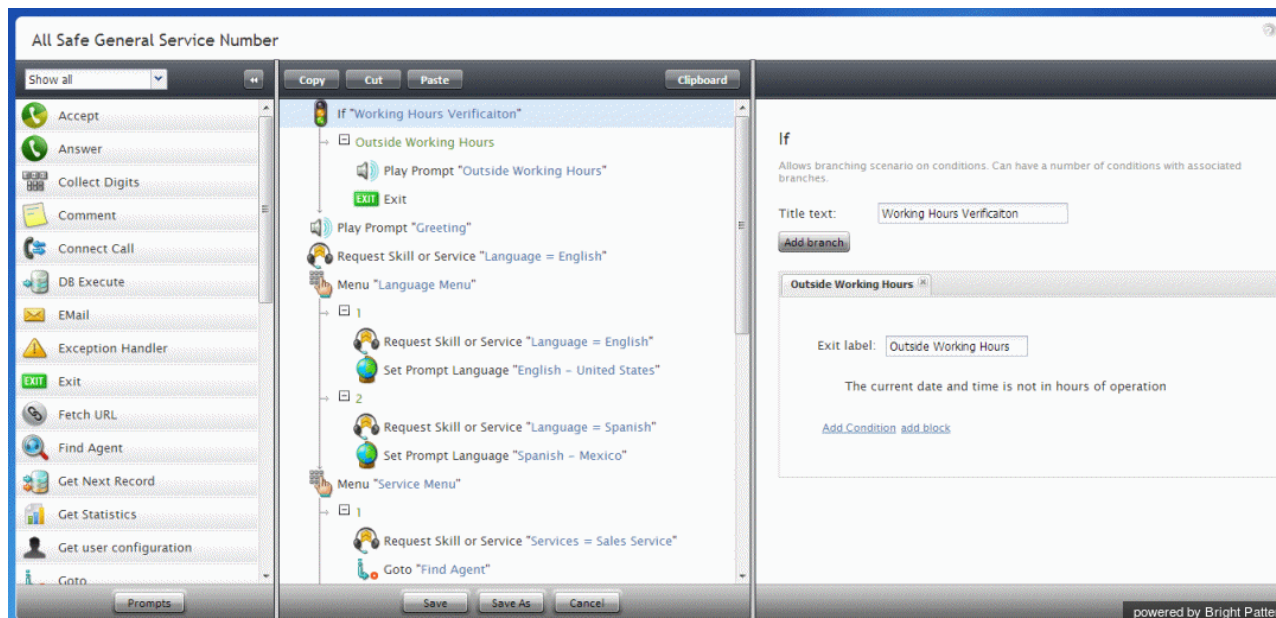 All Safe General Service Number
Show all
Copy Cut Paste Clipboard
Accept
Answer
Collect Digits
Comment
Connect Call
DB Execute
EMail
Exception Handler
EXIT Exit
Fetch URL
Find Agent
Get Next Record
Get Statistics
Get user configuration
Goto
Prompts
If "Working Hours Verificaiton"
Outside Working Hours
Play Prompt "Outside Working Hours"
EXIT Exit
Play Prompt "Greeting"
Request Skill or Service "Language = English"
Menu "Language Menu"
1
Request Skill or Service "Language = English"
Set Prompt Language "English – United States"
2
Request Skill or Service "Language = Spanish"
Set Prompt Language "Spanish – Mexico"
Menu "Service Menu"
1
Request Skill or Service "Services = Sales Service"
Goto "Find Agent"
Save Save As Cancel
If
Allows branching scenario on conditions. Can have a number of conditions with associated
branches.
Title text: Working Hours Verificaiton
Add branch
Outside Working Hours
Exit label: Outside Working Hours
The current date and time is not in hours of operation
Add Condition add block
powered by Bright Patte